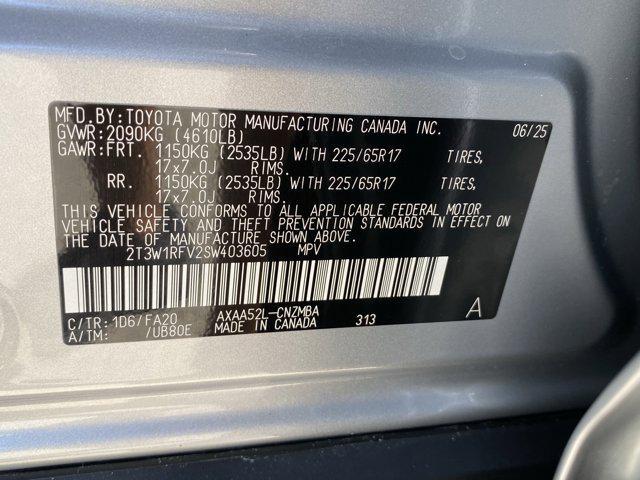 MFD.BY:TOYOTA MOTOR MANUFACTURING CANADA INC. 06/25
GVWR:2090KG (4610LB)
GAWR:FRT. 1150KG (2535LB) WITH 225/65R17 TIRES,
17x7.0J RIMS.
RR. 1150KG (2535LB) WITH 225/65R17 TIRES,
17x7.0J RIMS.
THIS VEHICLE CONFORMS TO ALL APPLICABLE FEDERAL MOTOR
VEHICLE SAFETY AND THEFT PREVENTION STANDARDS IN EFFECT ON
THE DATE OF MANUFACTURE SHOWN ABOVE.
2T3W1RFV2SW403605 MPV
C/TR:1D6/FA20 AXAA52L-CNZMBA
A/TM: /UB80E MAKE IN CANADA 313 A